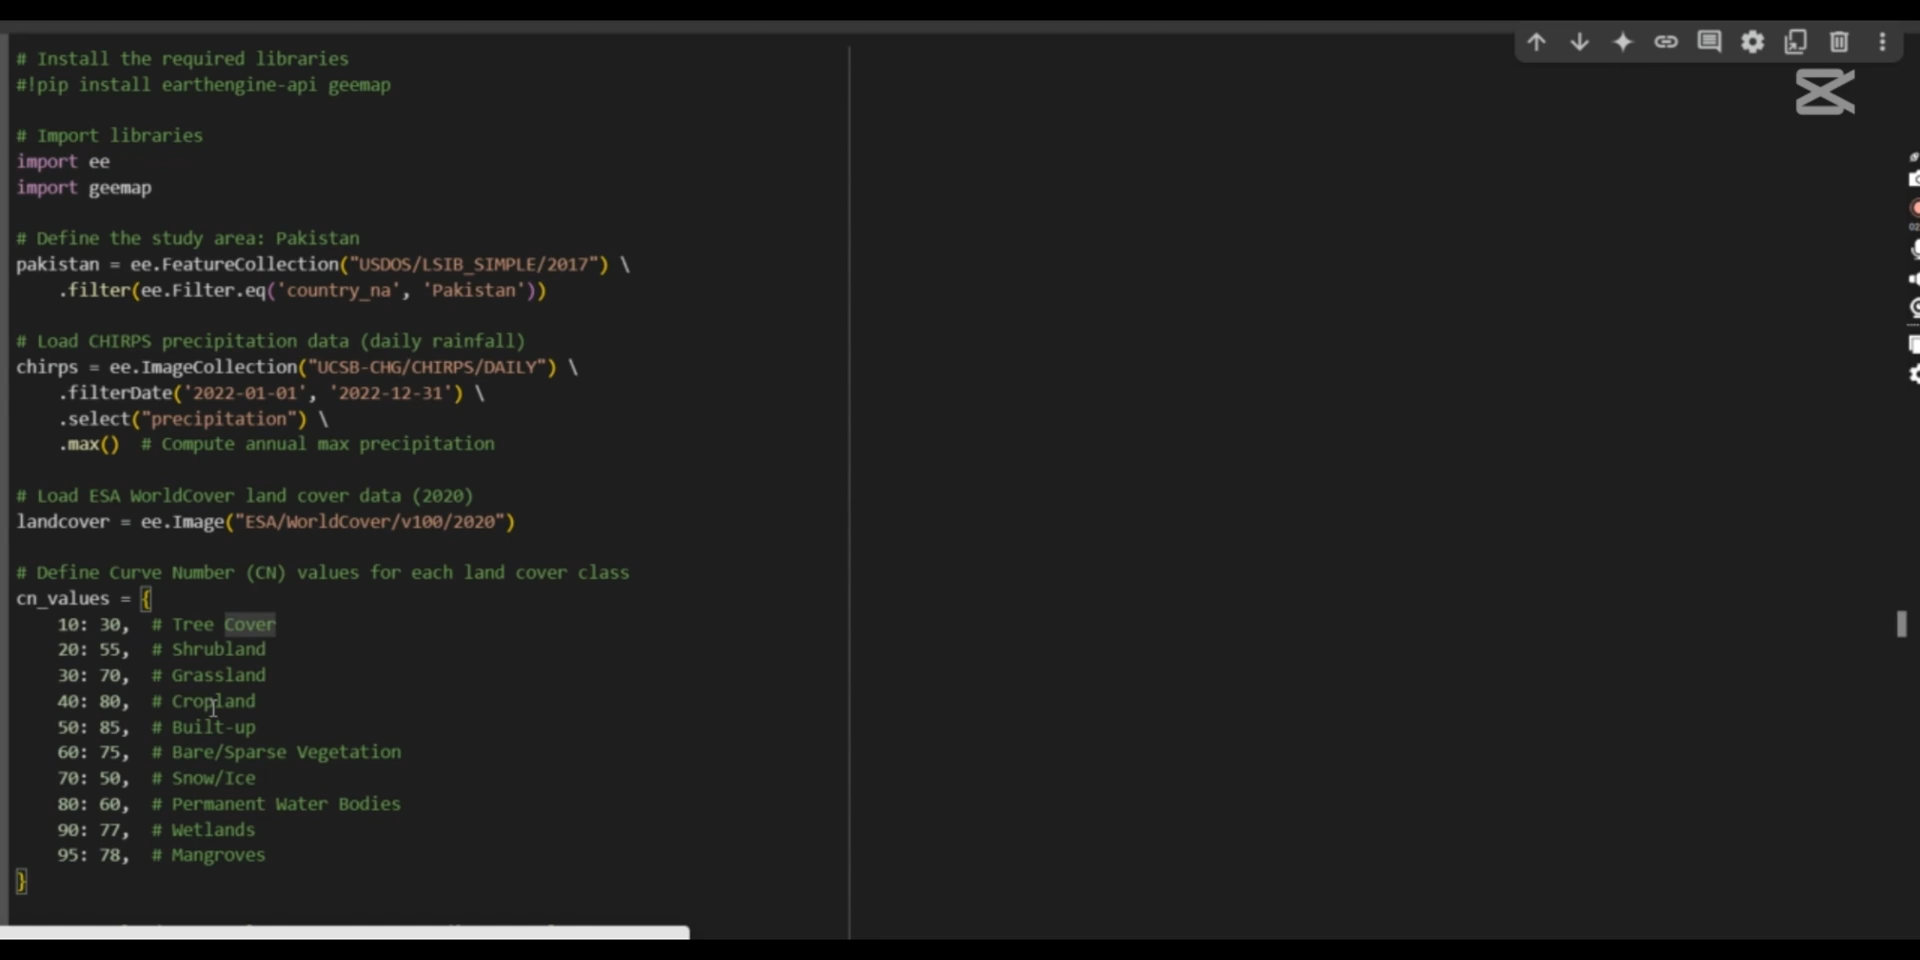 # Install the required libraries
#!pip install earthengine-api geemap
# Import libraries
import ee
import geemap
# Define the study area: Pakistan
pakistan = ee.FeatureCollection("USDOS/LSIB_SIMPLE/2017") \
.filter(ee.Filter.eq('country_na', 'Pakistan'))
# Load CHIRPS precipitation data (daily rainfall)
chirps = ee.ImageCollection("UCSB-CHG/CHIRPS/DAILY") \
.filterDate('2022-01-01', '2022-12-31') \
.select("precipitation") \
.max()  # Compute annual max precipitation
# Load ESA WorldCover land cover data (2020)
landcover = ee.Image("ESA/WorldCover/v100/2020")
# Define Curve Number (CN) values for each land cover class
cn_values = {
10: 30,  # Tree Cover
20: 55,  # Shrubland
30: 70,  # Grassland
40: 80,  # Cropland
50: 85,  # Built-up
60: 75,  # Bare/Sparse Vegetation
70: 50,  # Snow/Ice
80: 60,  # Permanent Water Bodies
90: 77,  # Wetlands
95: 78,  # Mangroves
}